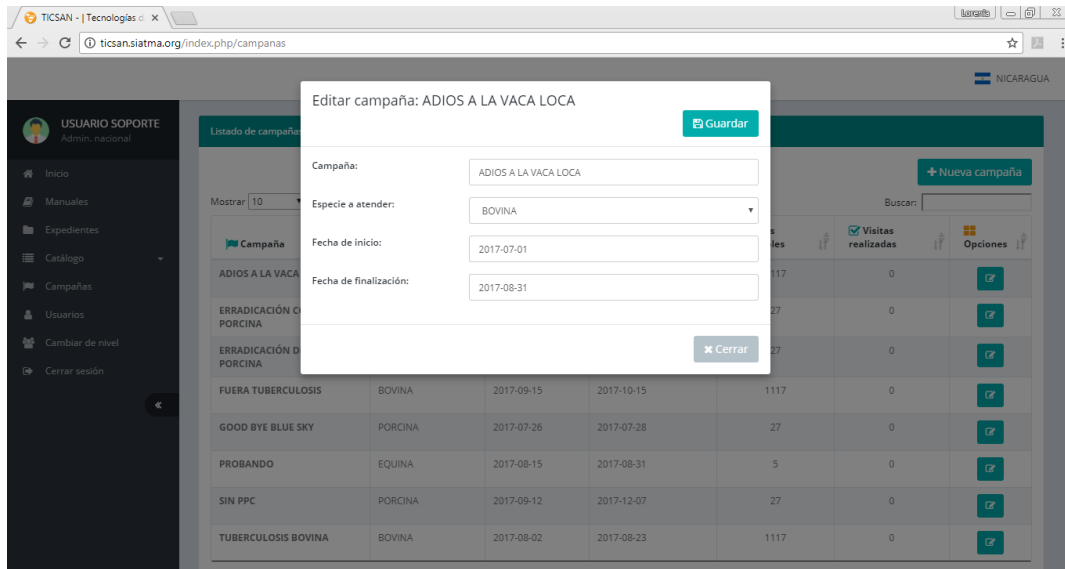 TICSAN - | Tecnologías d
Lorenis
ticsan.siatma.org/index.php/campanas
NICARAGUA
USUARIO SOPORTE
Admin. nacional
Inicio
Manuales
Expedientes
Catálogo
Campañas
Usuarios
Cambiar de nivel
Cerrar sesión
Listado de campañas
Nueva campaña
Mostrar 10
Buscar:
Campaña
Visitas realizadas
Opciones
ADIOS A LA VACA 117 0
ERRADICACIÓN 27 0
PORCINA
ERRADICACIÓN D 27 0
PORCINA
FUERA TUBERCULOSIS BOVINA 2017-09-15 2017-10-15 1117 0
GOOD BYE BLUE SKY PORCINA 2017-07-26 2017-07-28 27 0
PROBANDO EQUINA 2017-08-15 2017-08-31 5 0
SIN PPC PORCINA 2017-09-12 2017-12-07 27 0
TUBERCULOSIS BOVINA BOVINA 2017-08-02 2017-08-23 1117 0
Editar campaña: ADIOS A LA VACA LOCA
Guardar
Campaña: ADIOS A LA VACA LOCA
Especie a atender: BOVINA
Fecha de inicio: 2017-07-01
Fecha de finalización: 2017-08-31
Cerrar